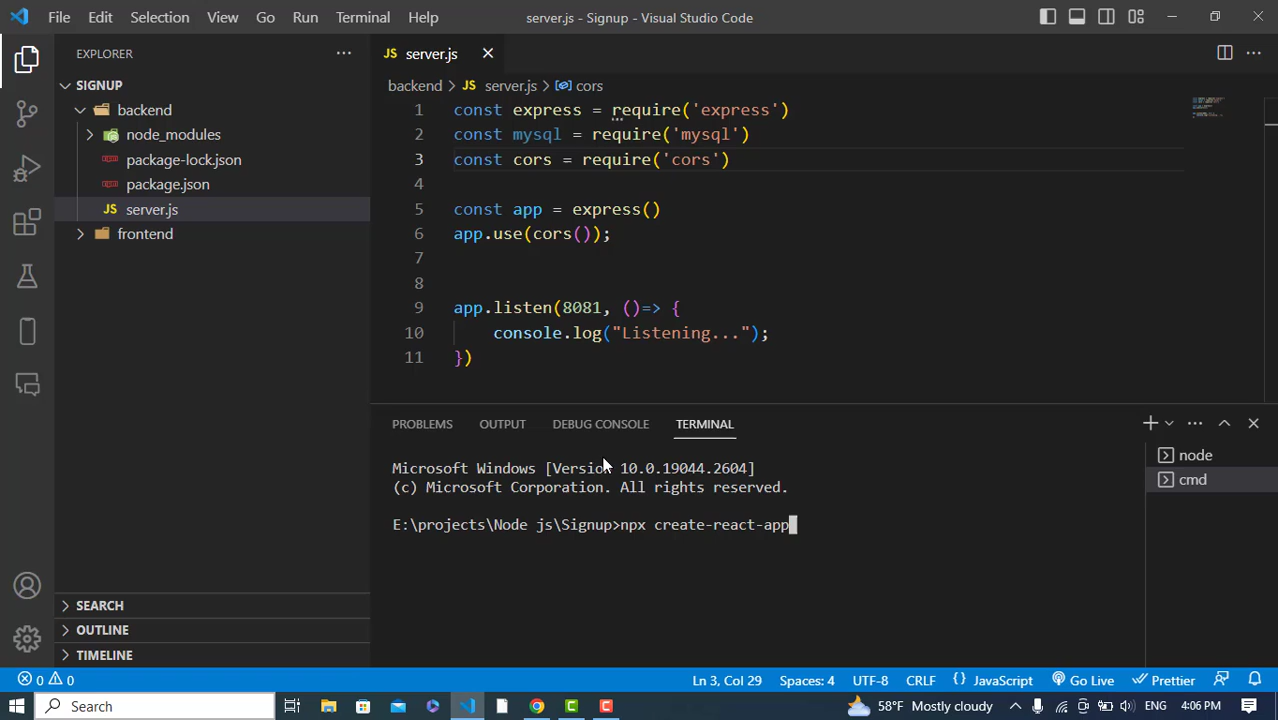 File Edit Selection View Go Run Terminal Help
server.js - Signup - Visual Studio Code
EXPLORER
SIGNUP
backend
node_modules
package-lock.json
package.json
JS server.js
frontend
SEARCH
OUTLINE
TIMELINE
JS server.js
backend > JS server.js > cors
1 const express = require('express')
2 const mysql = require('mysql')
3 const cors = require('cors')
4
5 const app = express()
6 app.use(cors());
7
8
9 app.listen(8081, ()=> {
10 console.log("Listening...");
11 })
PROBLEMS OUTPUT DEBUG CONSOLE TERMINAL
Microsoft Windows [Version 10.0.19044.2604]
(c) Microsoft Corporation. All rights reserved.
E:\projects\Node js\Signup>npx create-react-app
node
cmd
0 0
Ln 3, Col 29 Spaces: 4 UTF-8 CRLF {} JavaScript Go Live Prettier
Search
58°F Mostly cloudy ENG 4:06 PM